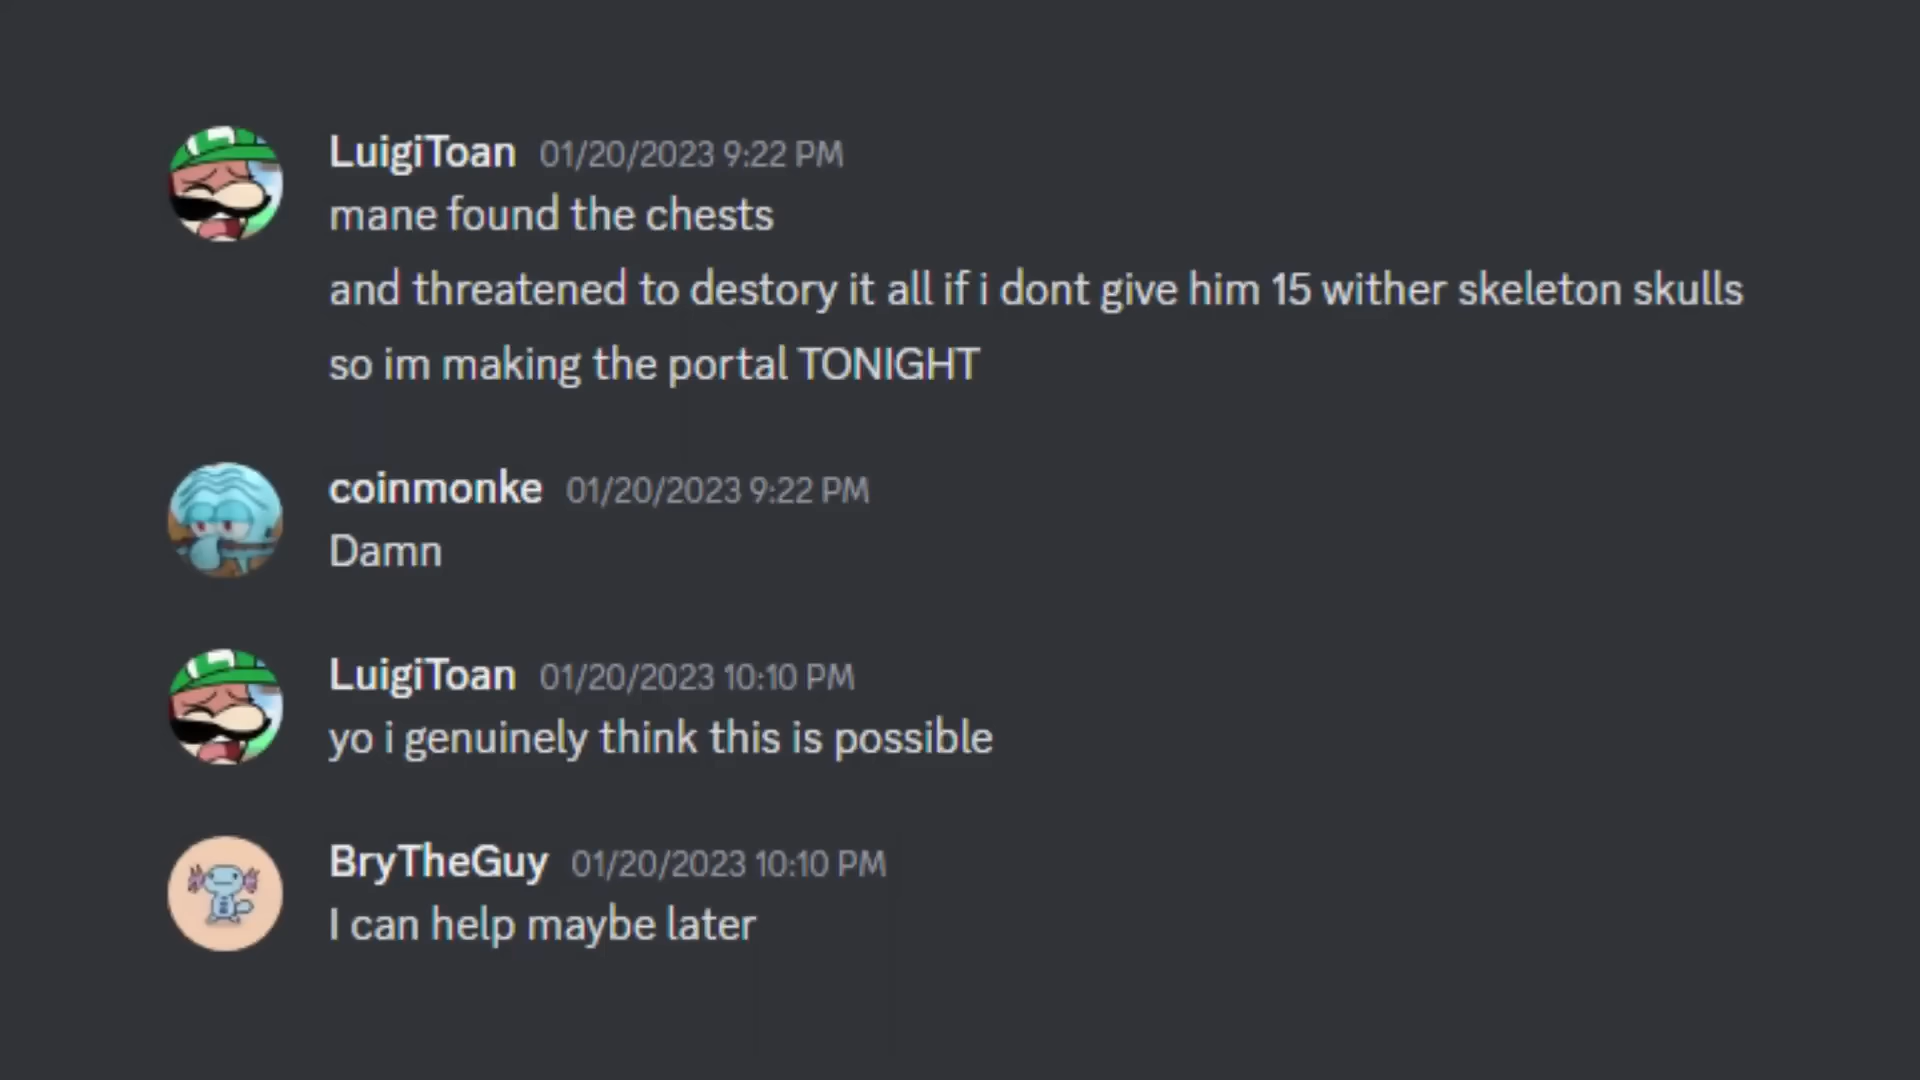 LuigiToan 01/20/2023 9:22 PM
mane found the chests
and threatened to destory it all if i dont give him 15 wither skeleton skulls
so im making the portal TONIGHT
coinmonke 01/20/2023 9:22 PM
Damn
LuigiToan 01/20/2023 10:10 PM
yo i genuinely think this is possible
BryTheGuy 01/20/2023 10:10 PM
I can help maybe later